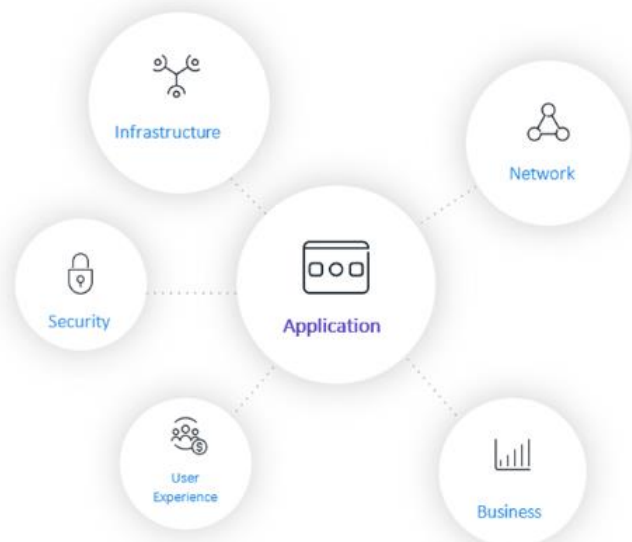 Infrastructure
Network
Security
Application
User
Experience
Business